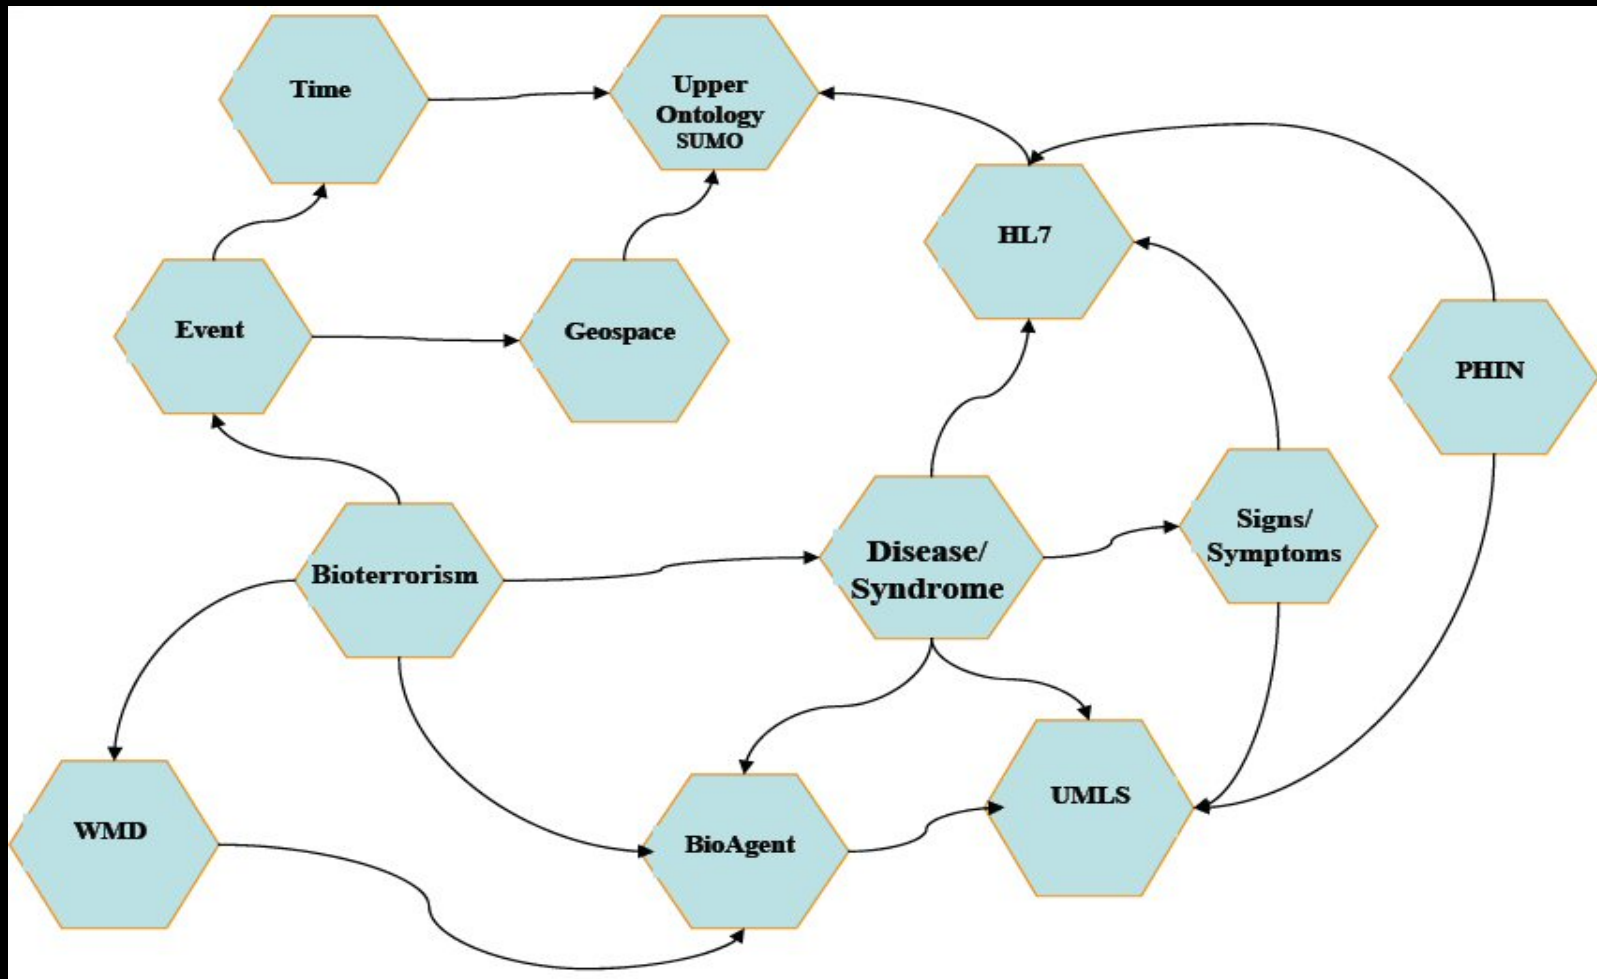 Time
Upper
Ontology
SUMO
HL7
Event
Geospace
PHIN
Signs/
Symptoms
Disease/
Syndrome
Bioterrorism
UMLS
WMD
BioAgent